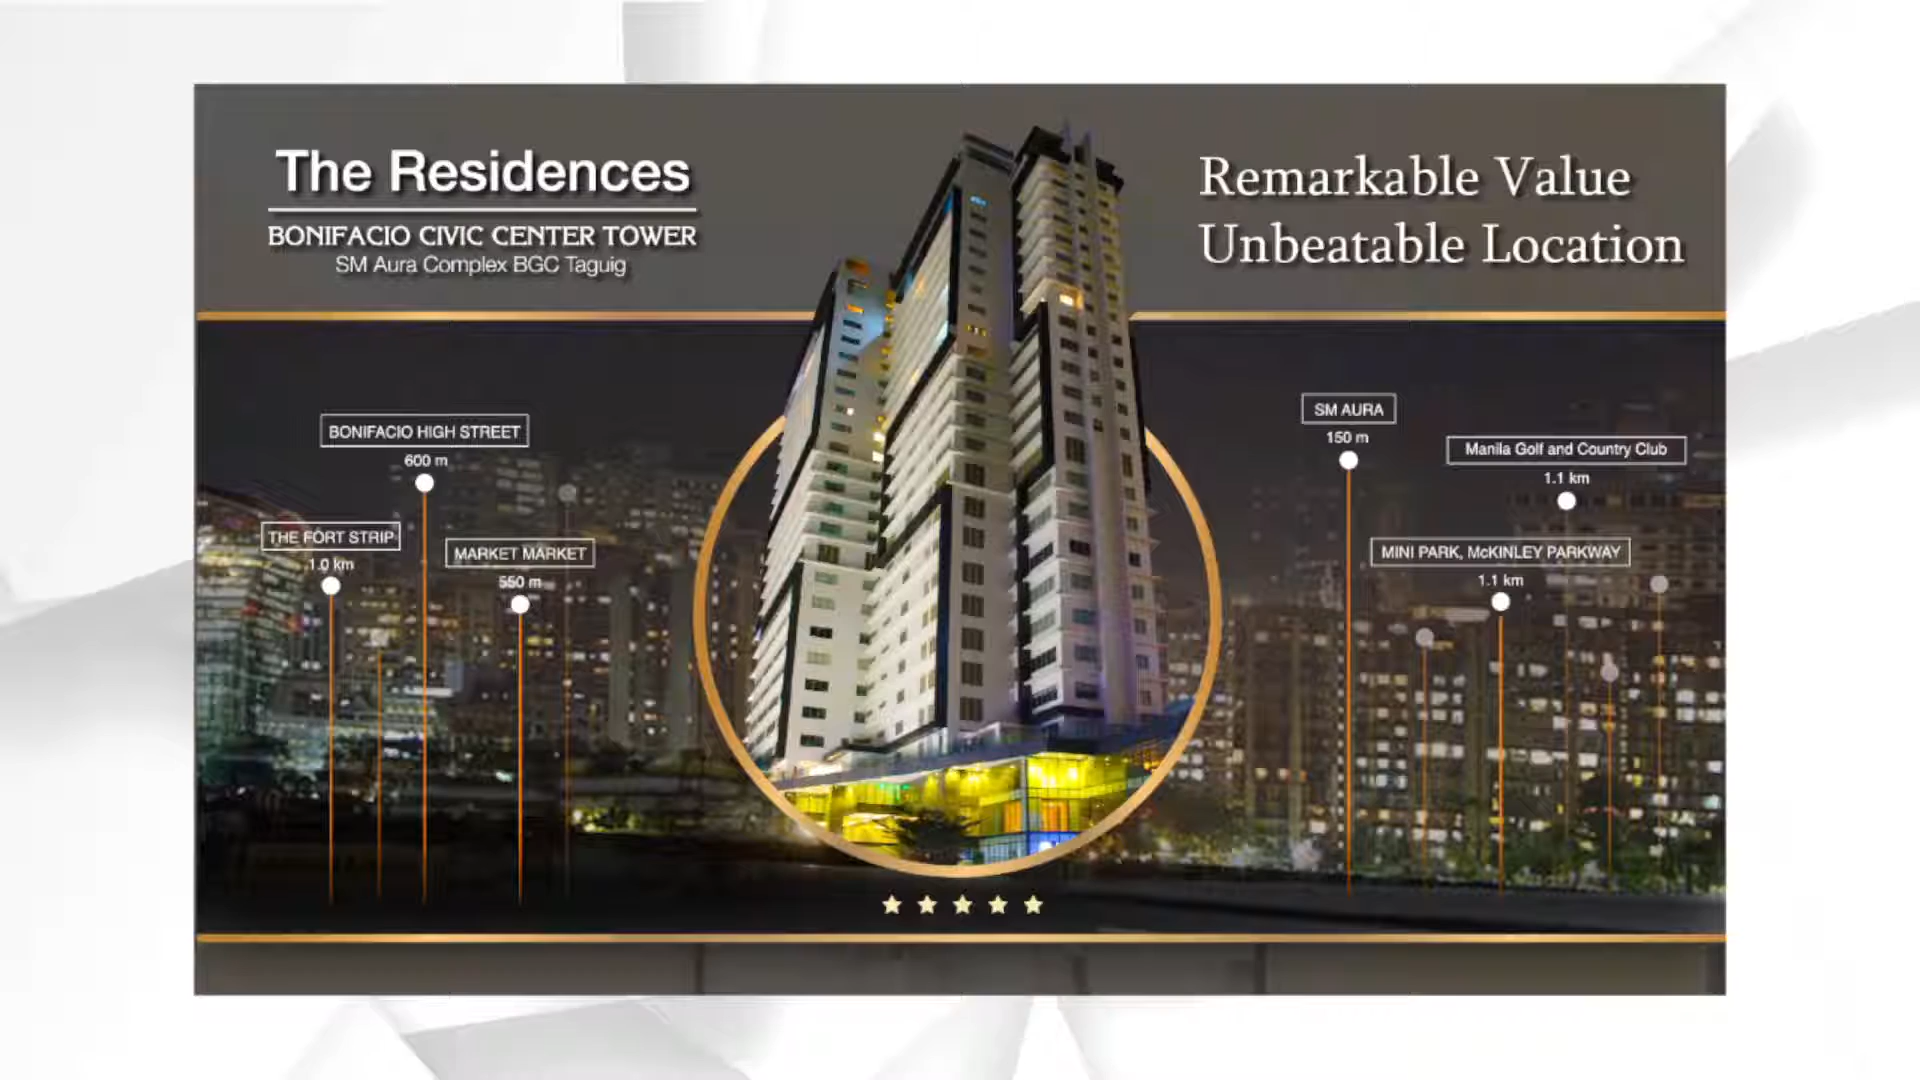 The Residences
BONIFACIO CIVIC CENTER TOWER
SM Aura Complex BGC Taguig
Remarkable Value
Unbeatable Location
BONIFACIO HIGH STREET
600 m
THE FORT STRIP
1.0 km
MARKET MARKET
550 m
SM AURA
150 m
Manila Golf and Country Club
1.1 km
MINI PARK, McKINLEY PARKWAY
1.1 km